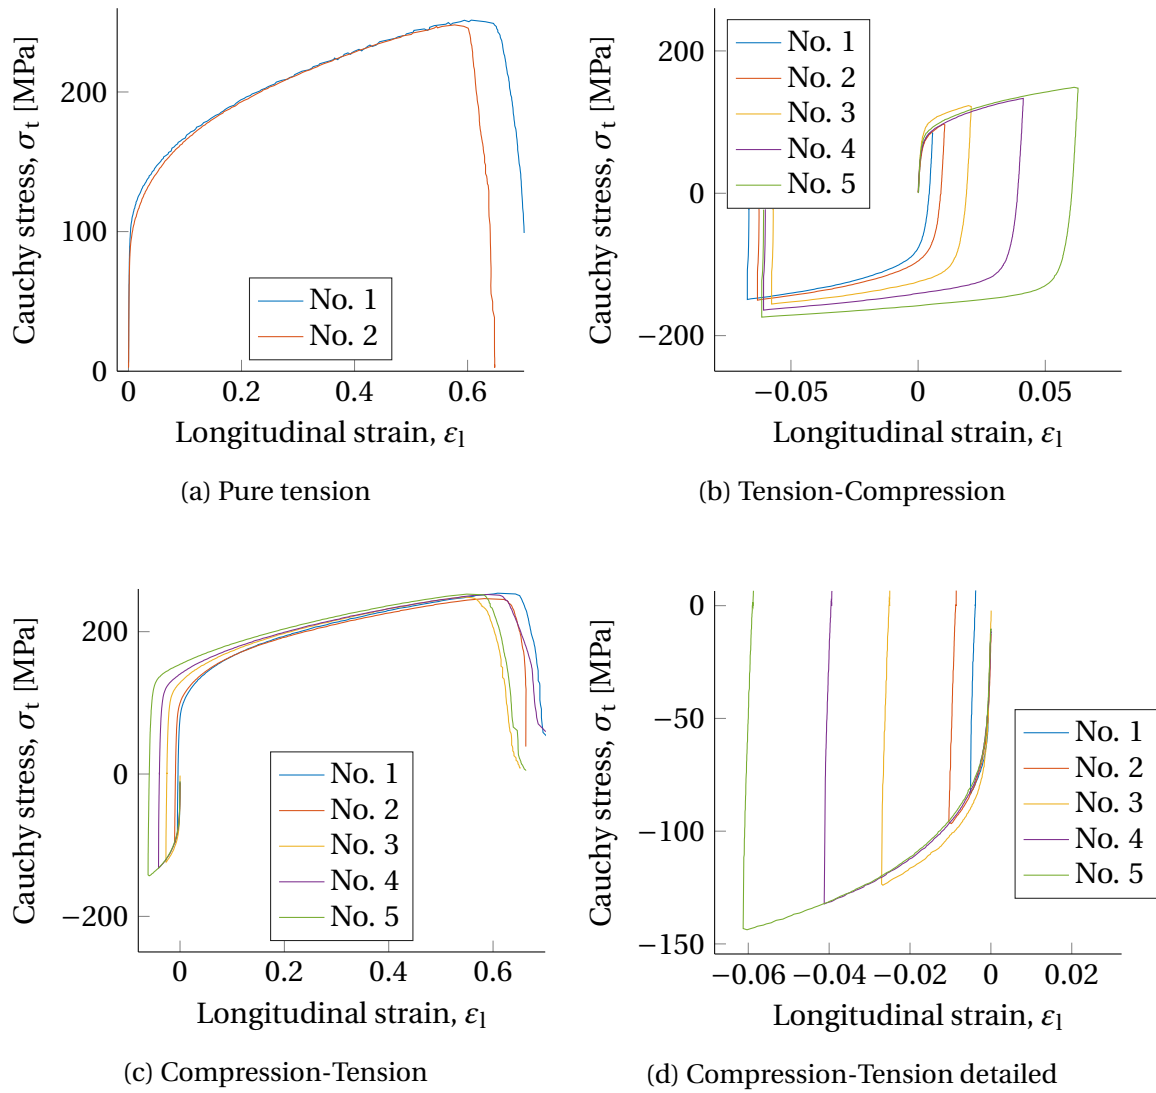 200
100
0
0
0.2
0.4
0.6
Cauchy stress, σt [MPa]
Longitudinal strain, εl
No. 1
No. 2
(a) Pure tension
200
0
−200
−0.05
0
0.05
Cauchy stress, σt [MPa]
Longitudinal strain, εl
No. 1
No. 2
No. 3
No. 4
No. 5
(b) Tension-Compression
200
0
−200
0
0.2
0.4
0.6
Cauchy stress, σt [MPa]
Longitudinal strain, εl
No. 1
No. 2
No. 3
No. 4
No. 5
(c) Compression-Tension
0
−50
−100
−150
−0.06
−0.04
−0.02
0
0.02
Cauchy stress, σt [MPa]
Longitudinal strain, εl
No. 1
No. 2
No. 3
No. 4
No. 5
(d) Compression-Tension detailed